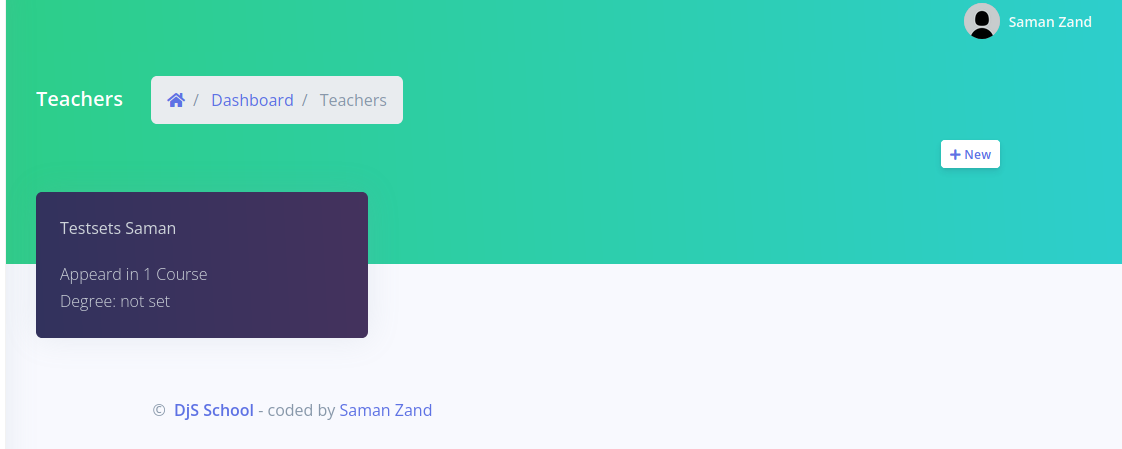 Saman Zand
Teachers / Dashboard / Teachers
+ New
Testsets Saman
Appeard in 1 Course
Degree: not set
© DjS School - coded by Saman Zand